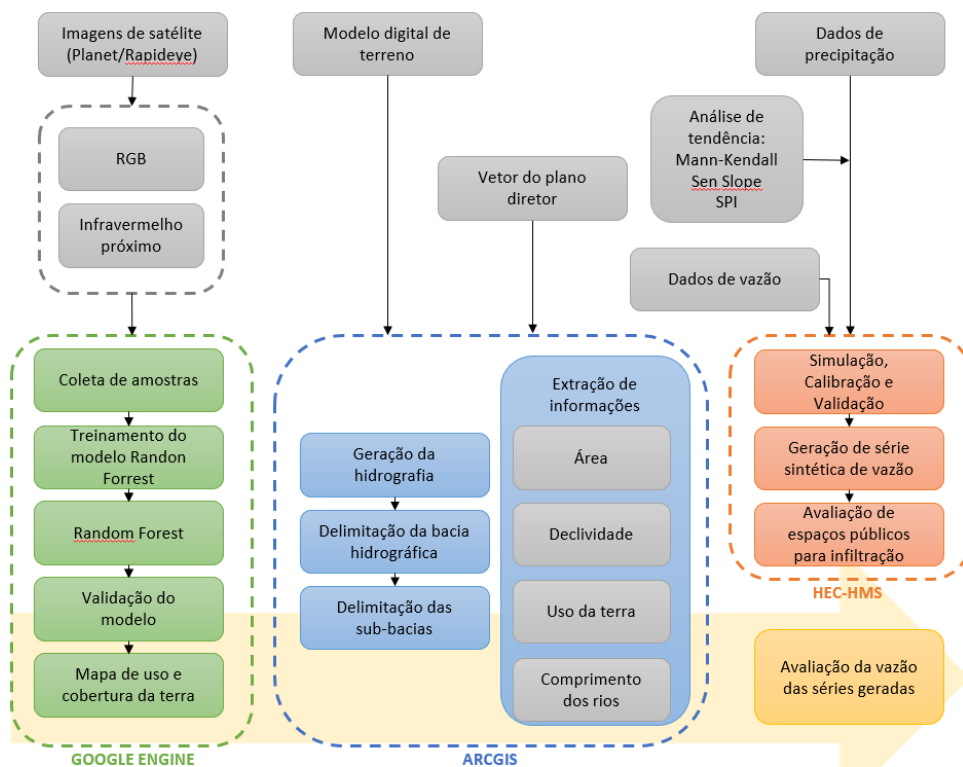 Imagens de satélite
(Planet/Rapideye)
RGB
Infravermelho
próximo
Modelo digital de
terreno
Vetor do plano
diretor
Dados de
precipitação
Análise de
tendência:
Mann-Kendall
Sen Slope
SPI
Dados de vazão
Coleta de amostras
Treinamento do
modelo Randon
Forrest
Random Forest
Validação do
modelo
Mapa de uso e
cobertura da terra
GOOGLE ENGINE
Geração da
hidrografia
Delimitação da bacia
hidrográfica
Delimitação das
sub-bacias
Extração de
informações
Área
Declividade
Uso da terra
Comprimento
dos rios
ARCGIS
Simulação,
Calibração e
Validação
Geração de série
sintética de vazão
Avaliação de
espaços públicos
para infiltração
HEC-HMS
Avaliação da vazão
das séries geradas